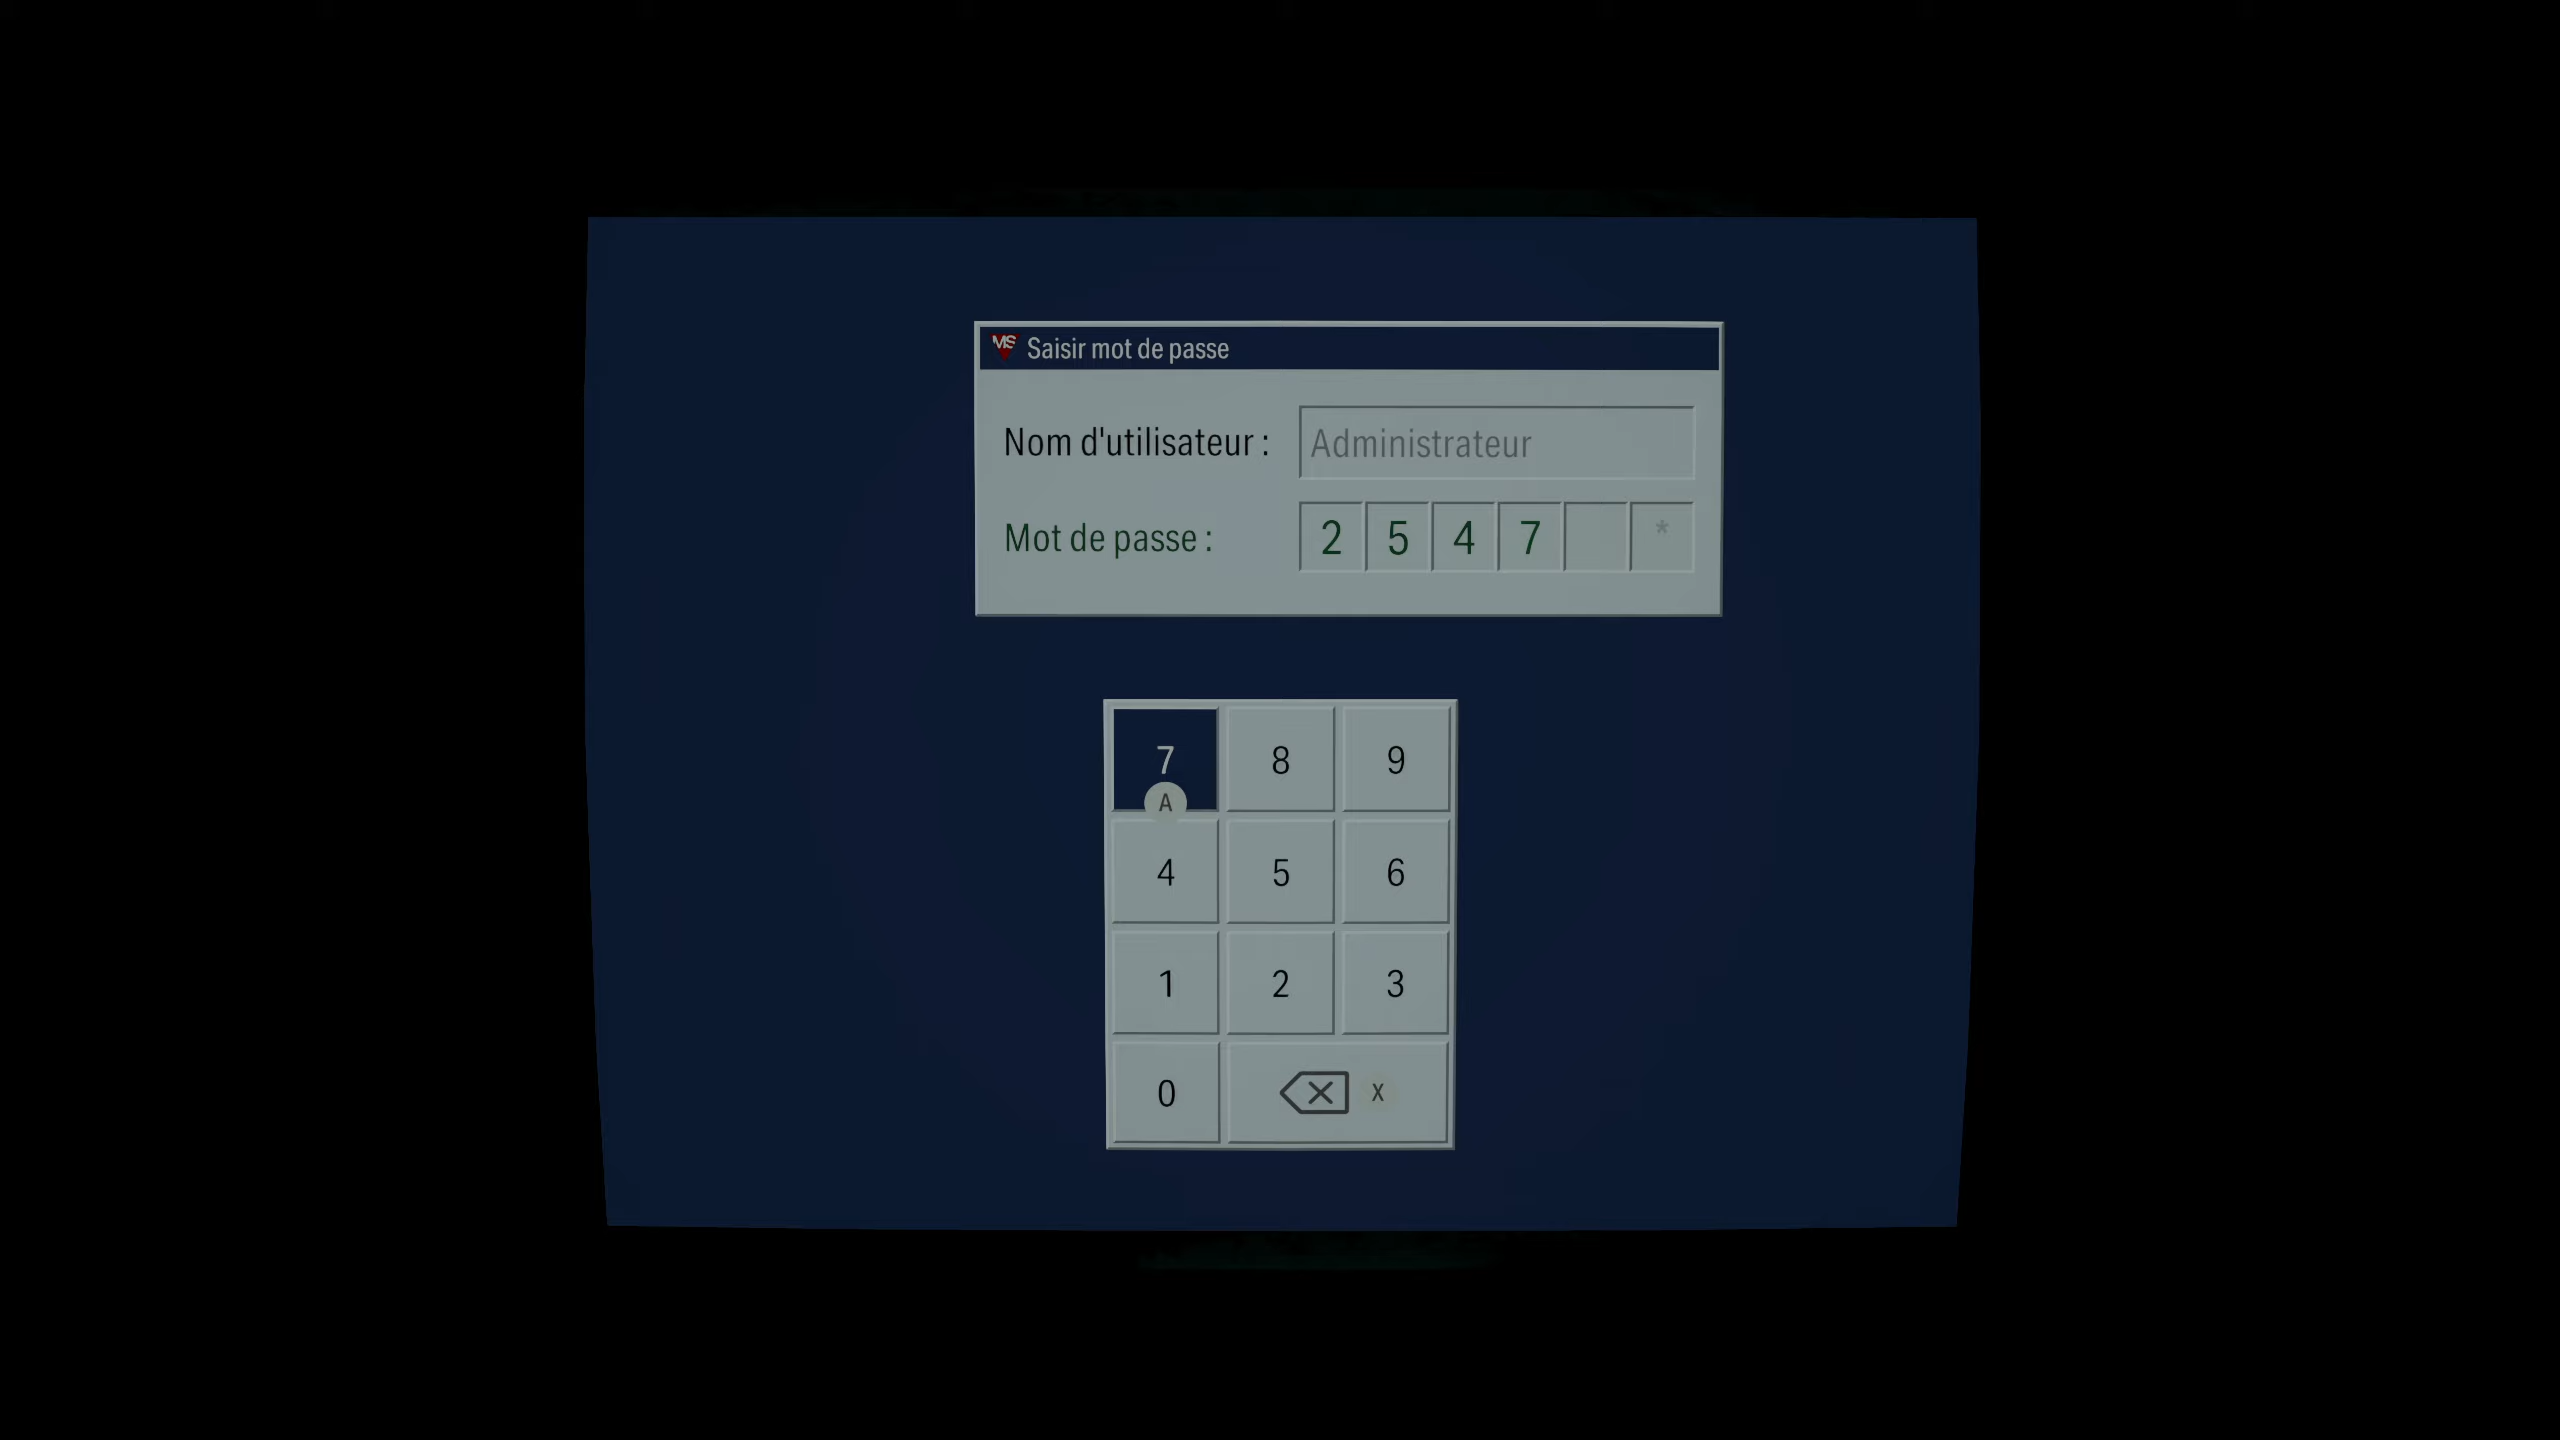 MS Saisir mot de passe
Nom d'utilisateur : Administrateur
Mot de passe : 2 5 4 7 *
7 8 9
A
4 5 6
1 2 3
0 X